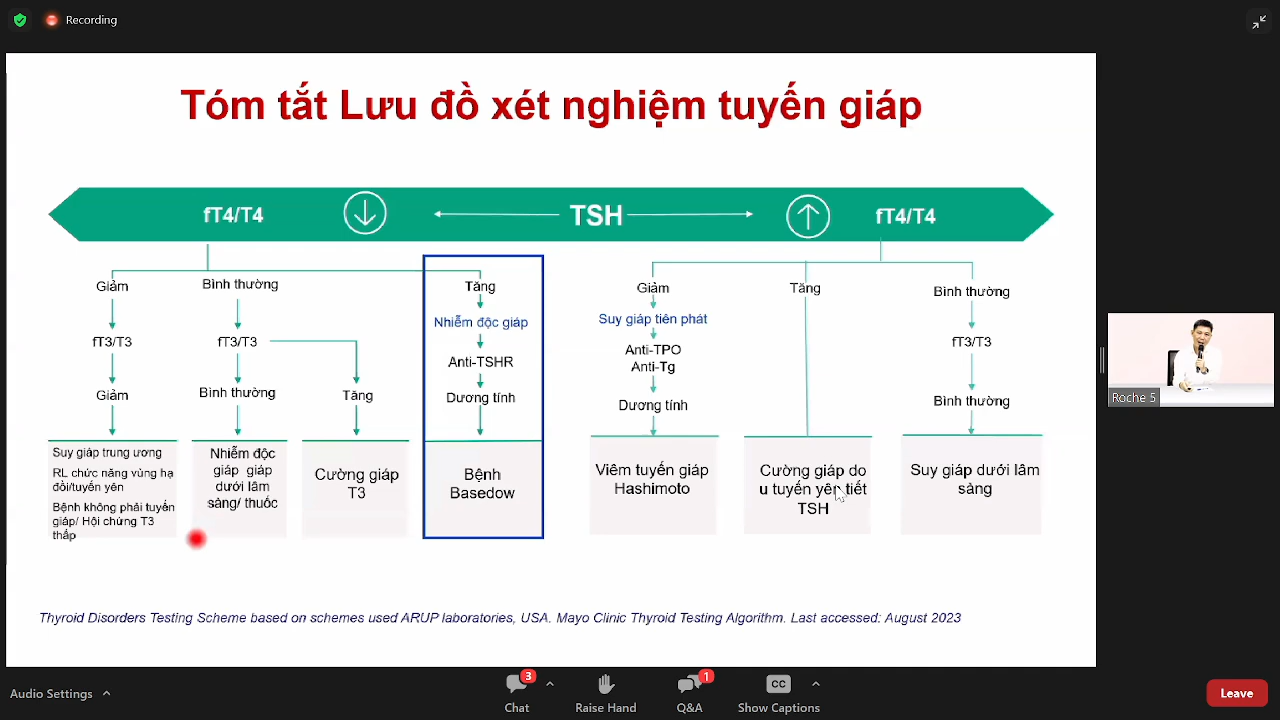 Recording
Tóm tắt Lưu đồ xét nghiệm tuyến giáp
fT4/T4
TSH
fT4/T4
Giảm
fT3/T3
Giảm
Suy giáp trung ương
RL chức năng vùng hạ
đồi/tuyến yên
Bệnh không phải tuyến
giáp/ Hội chứng T3
thấp
Bình thường
fT3/T3
Bình thường
Nhiễm độc
giáp giáp
dưới lâm
sàng/ thuốc
Tăng
Cường giáp
T3
Tăng
Nhiễm độc giáp
Anti-TSHR
Dương tính
Bệnh
Basedow
Giảm
Suy giáp tiên phát
Anti-TPO
Anti-Tg
Dương tính
Viêm tuyến giáp
Hashimoto
Tăng
Cường giáp do
u tuyến yên tiết
TSH
Bình thường
fT3/T3
Bình thường
Suy giáp dưới lâm
sàng
Thyroid Disorders Testing Scheme based on schemes used ARUP laboratories, USA. Mayo Clinic Thyroid Testing Algorithm. Last accessed: August 2023
Roche 5
Audio Settings
3
Chat
Raise Hand
1
Q&A
CC
Show Captions
Leave